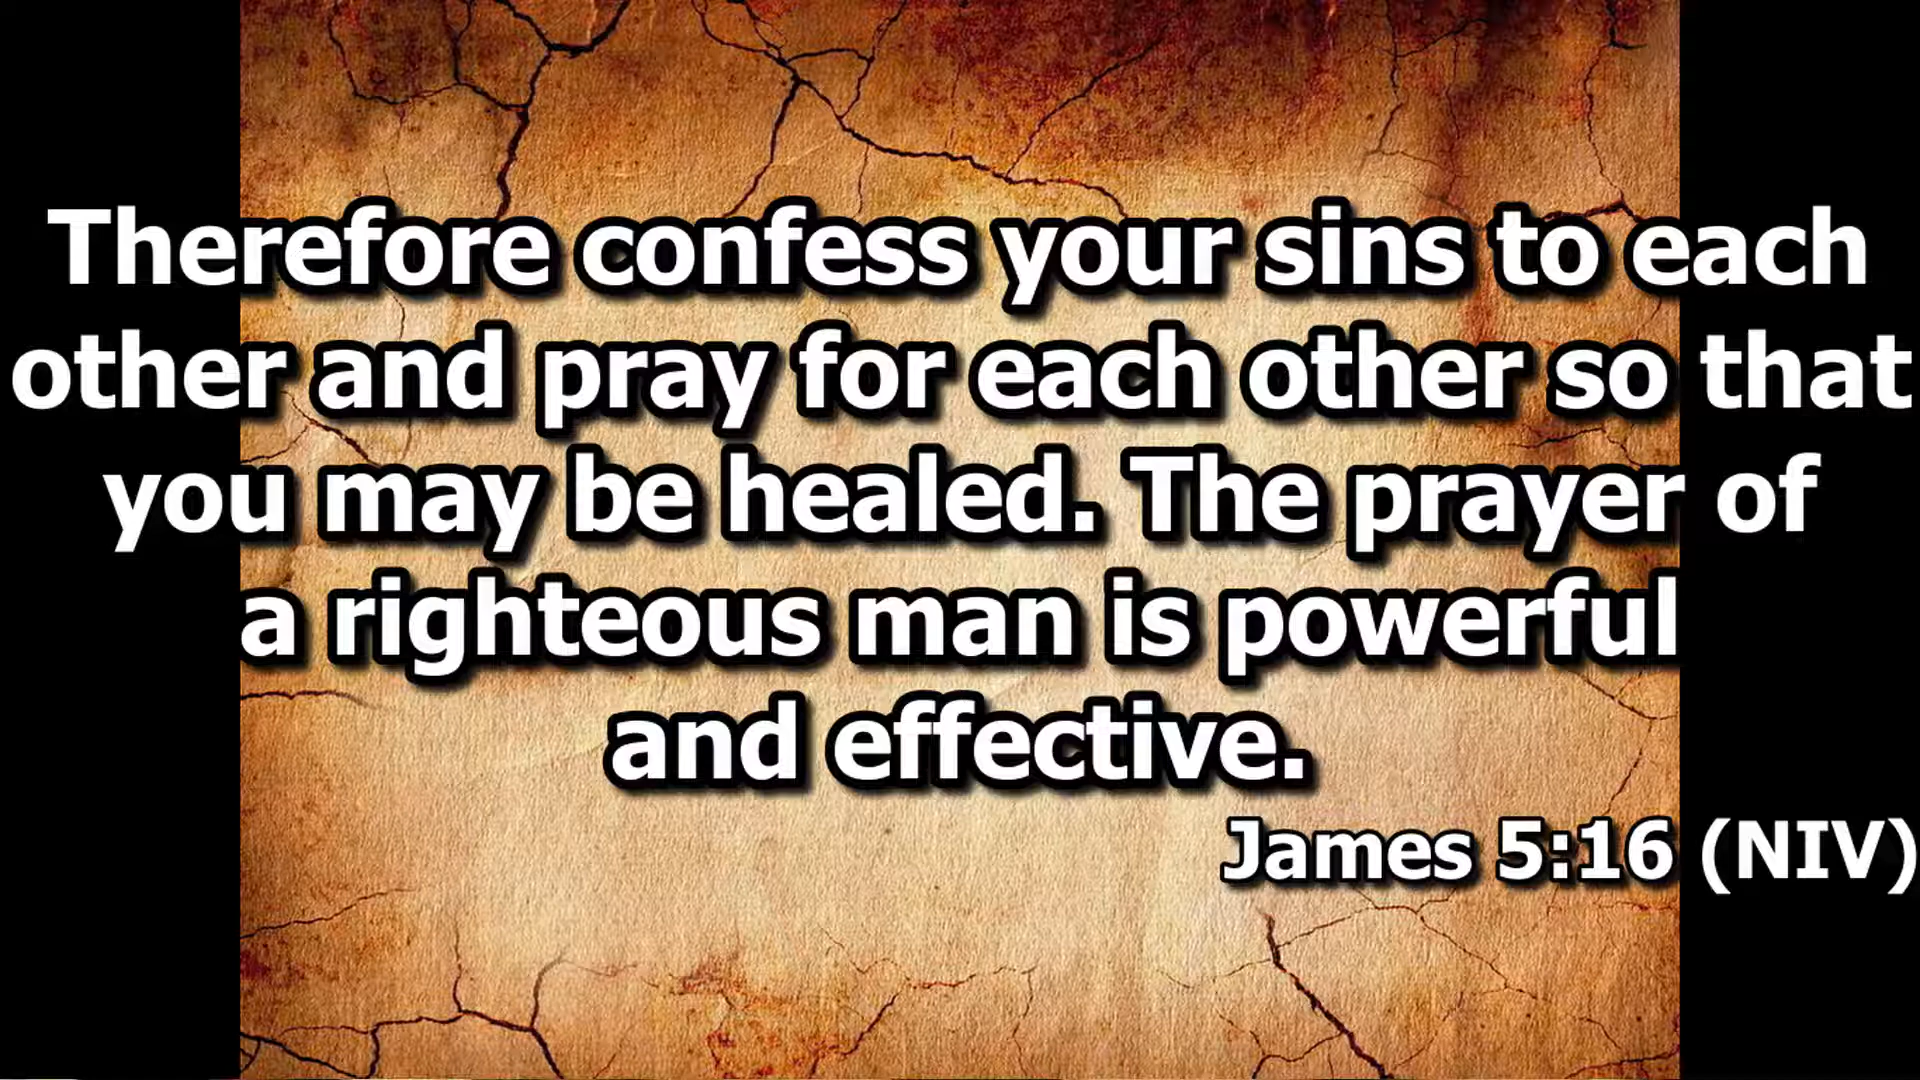 Therefore confess your sins to each
other and pray for each other so that
you may be healed. The prayer of
a righteous man is powerful
and effective.
James 5:16 (NIV)